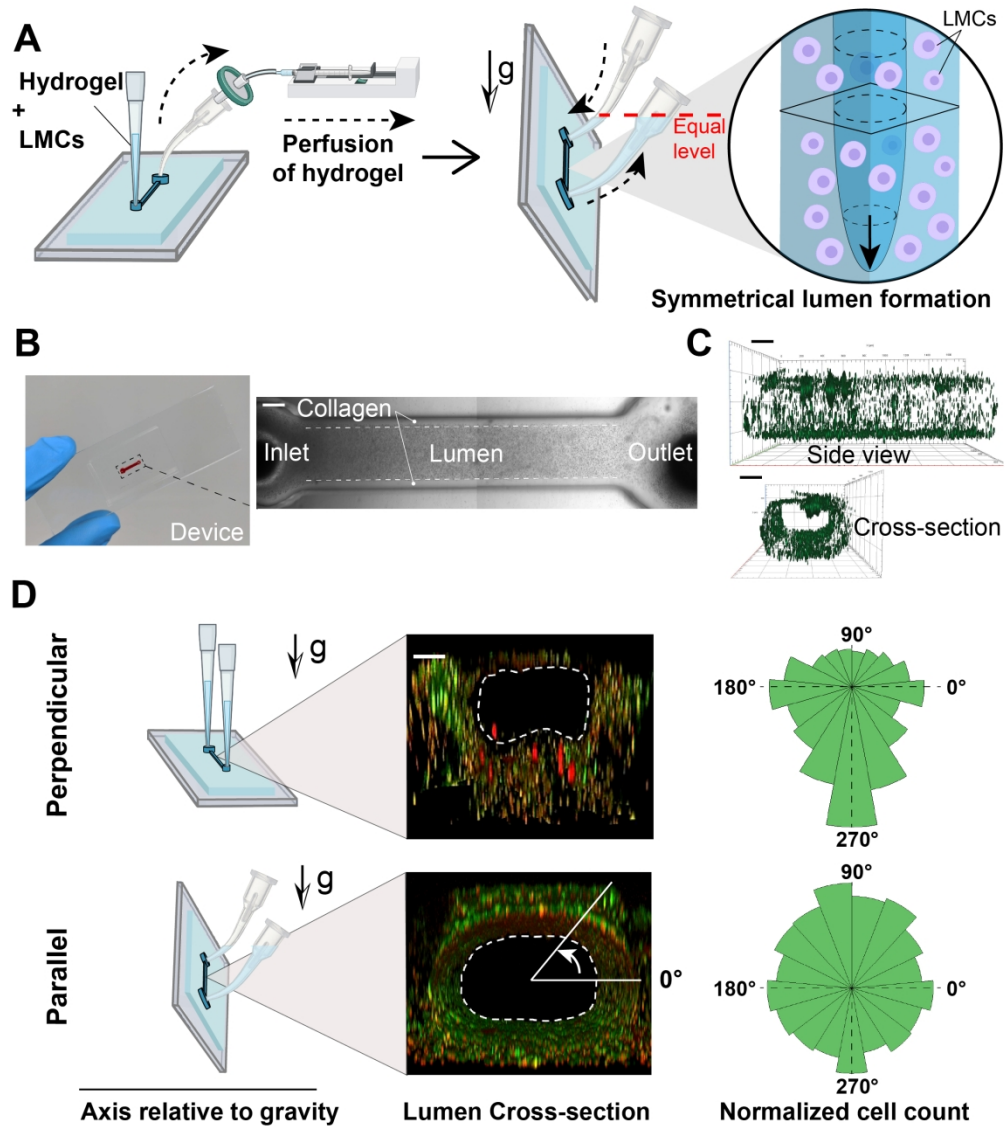 A
Hydrogel
+
LMCs
Perfusion
of hydrogel
g
Equal
level
LMCs
Symmetrical lumen formation
B
Device
Inlet
Collagen
Lumen
Outlet
C
Side view
Cross-section
D
Perpendicular
g
90°
180°
0°
270°
Parallel
g
0°
90°
180°
0°
270°
Axis relative to gravity
Lumen Cross-section
Normalized cell count